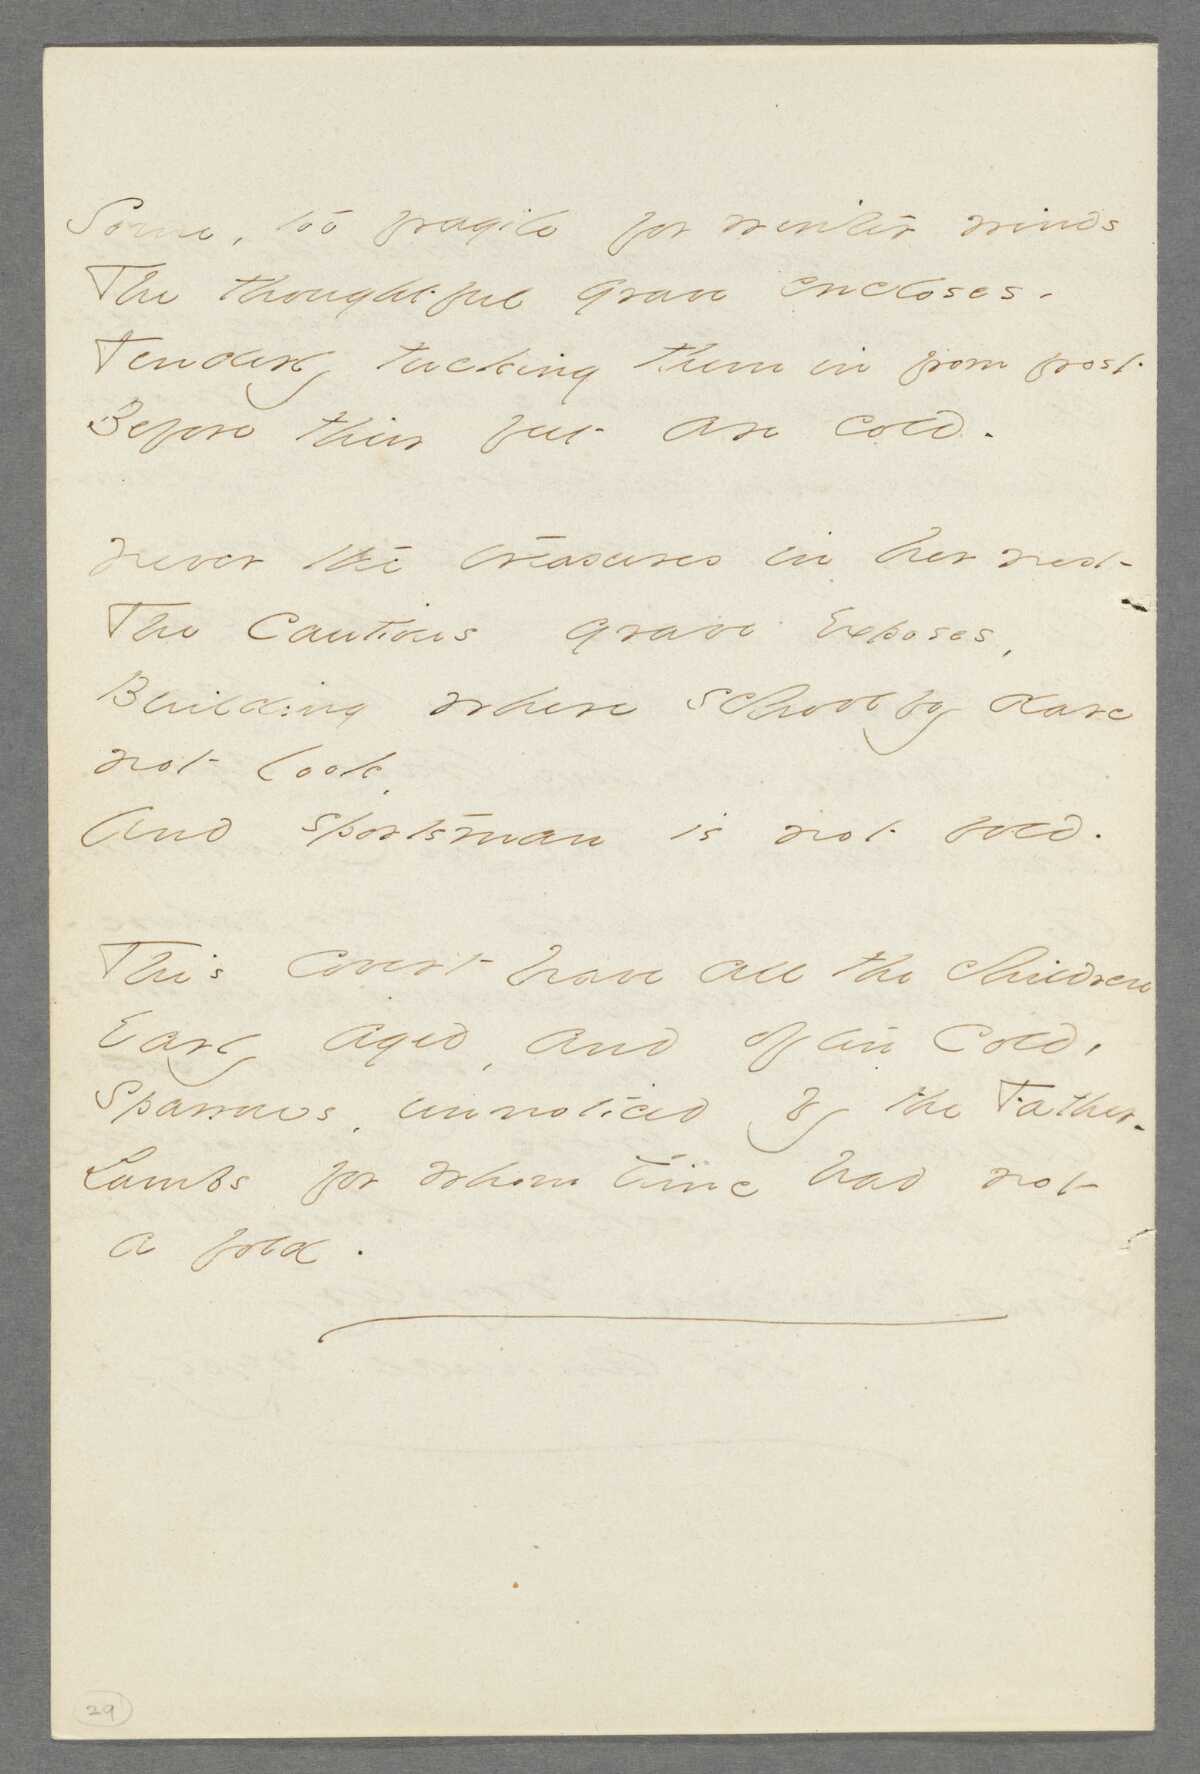 Some, too fragile for winter winds
The thoughtful grave encloses.
Tenderly tucking them in from frost
Before their feet are cold.
Never the treasures in her nest
The Cautious grave Exposes,
Building where schoolboy dare
not look,
And sportsman is not bold.
This Covert have all the children
Early aged, and often cold,
Sparrows, unnoticed by the Father-
Lambs for whom time had not
a fold.
29